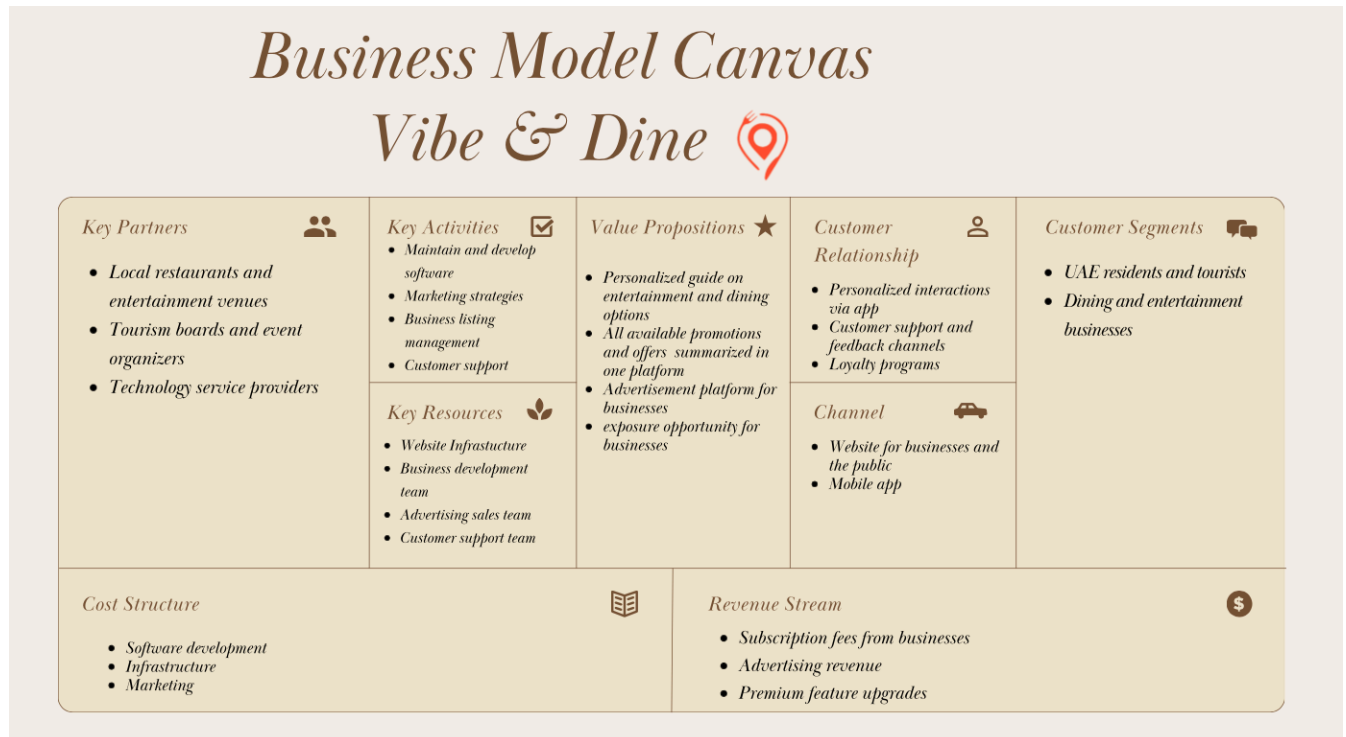 Business Model Canvas
Vibe & Dine
Key Partners
• Local restaurants and
entertainment venues
• Tourism boards and event
organizers
• Technology service providers
Key Activities
• Maintain and develop
software
• Marketing strategies
• Business listing
management
• Customer support
Key Resources
• Website Infrastucture
• Business development
team
• Advertising sales team
• Customer support team
Value Propositions
• Personalized guide on
entertainment and dining
options
• All available promotions
and offers summarized in
one platform
• Advertisement platform for
businesses
• exposure opportunity for
businesses
Customer
Relationship
• Personalized interactions
via app
• Customer support and
feedback channels
• Loyalty programs
Channel
• Website for businesses and
the public
• Mobile app
Customer Segments
• UAE residents and tourists
• Dining and entertainment
businesses
Cost Structure
• Software development
• Infrastructure
• Marketing
Revenue Stream
$
• Subscription fees from businesses
• Advertising revenue
• Premium feature upgrades